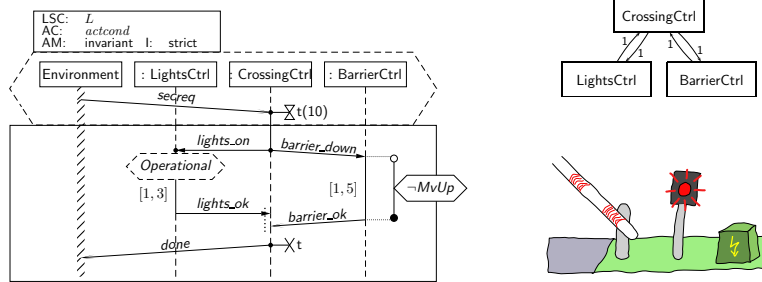 LSC: L
AC: actcond
AM: invariant I: strict
Environment
: LightsCtrl
: CrossingCtrl
: BarrierCtrl
secreq
t(10)
lights_on
barrier_down
Operational
¬MvUp
[1, 3]
[1, 5]
lights_ok
barrier_ok
done
t
CrossingCtrl
1
1
1
1
LightsCtrl
BarrierCtrl